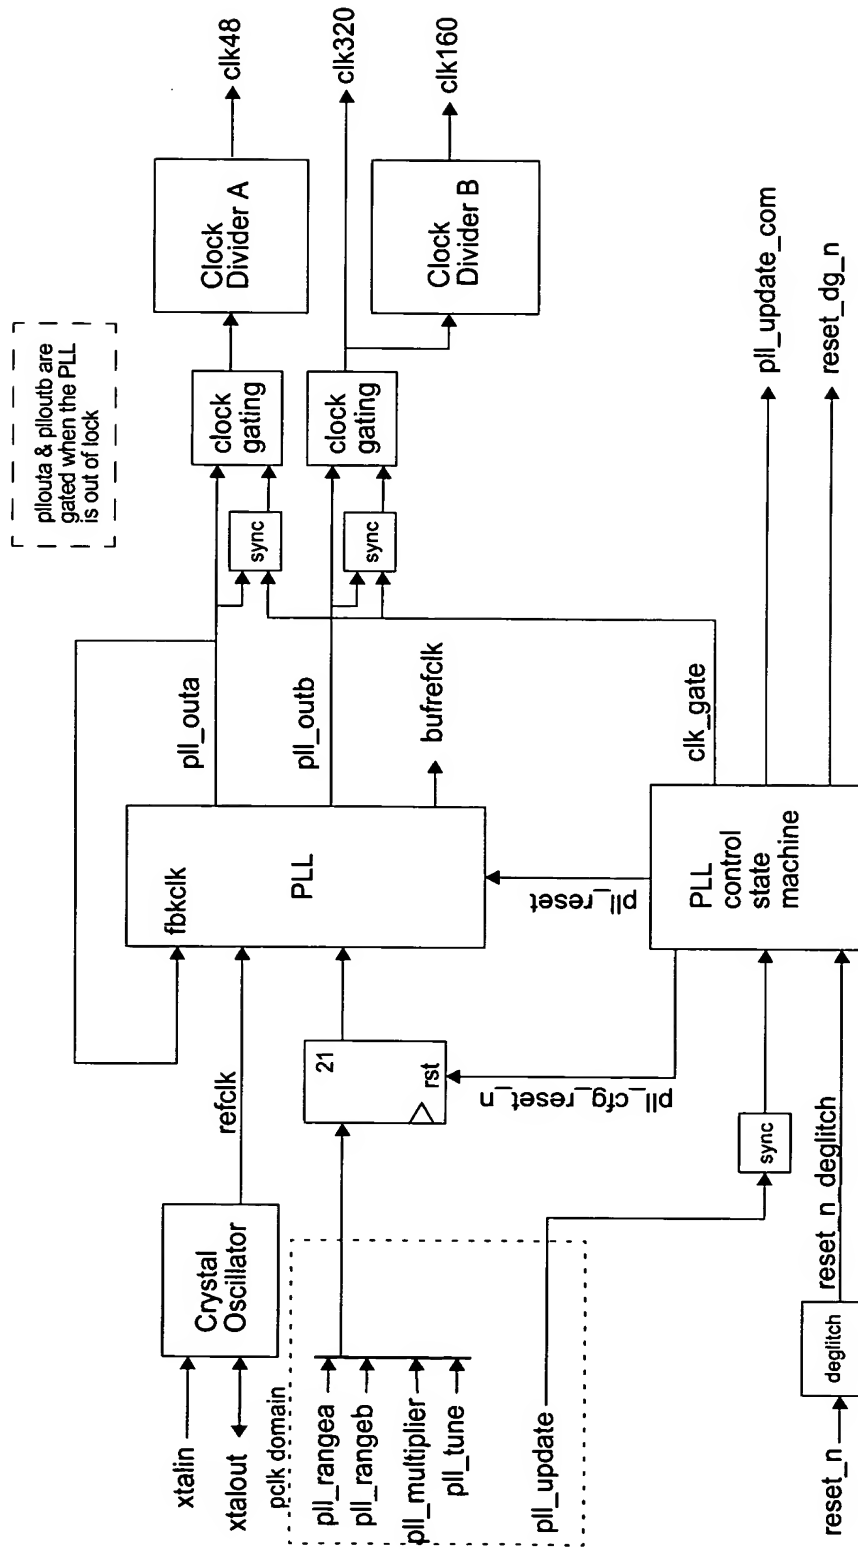 xtalin
xtalout
Crystal
Oscillator
refclk
pclk domain
pll_rangea
pll_rangeb
pll_multiplier
pll_tune
pll_update
21
rst
pll_cfg_reset_n
fbkclk
PLL
pll_reset
pll_outa
pll_outb
bufrefclk
pllouta & plloutb are
gated when the PLL
is out of lock
sync
clock
gating
sync
clock
gating
Clock
Divider A
clk48
clk320
Clock
Divider B
clk160
reset_n
deglitch
reset_n_deglitch
sync
PLL
control
state
machine
clk_gate
pll_update_com
reset_dg_n